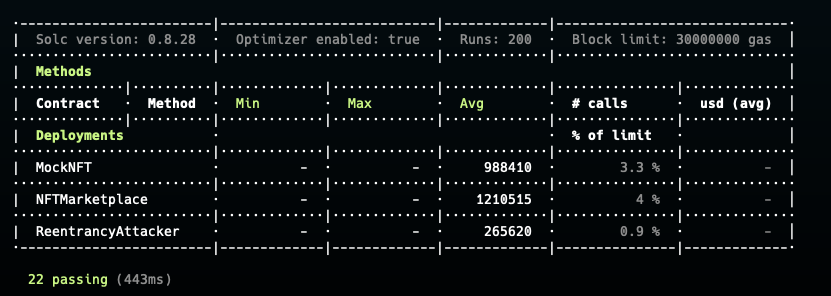 Solc version: 0.8.28 · Optimizer enabled: true · Runs: 200 · Block limit: 30000000 gas
Methods
Contract · Method · Min · Max · Avg · # calls · usd (avg)
Deployments · · % of limit ·
MockNFT · - · - · 988410 · 3.3 % · -
NFTMarketplace · - · - · 1210515 · 4 % · -
ReentrancyAttacker · - · - · 265620 · 0.9 % · -
22 passing (443ms)